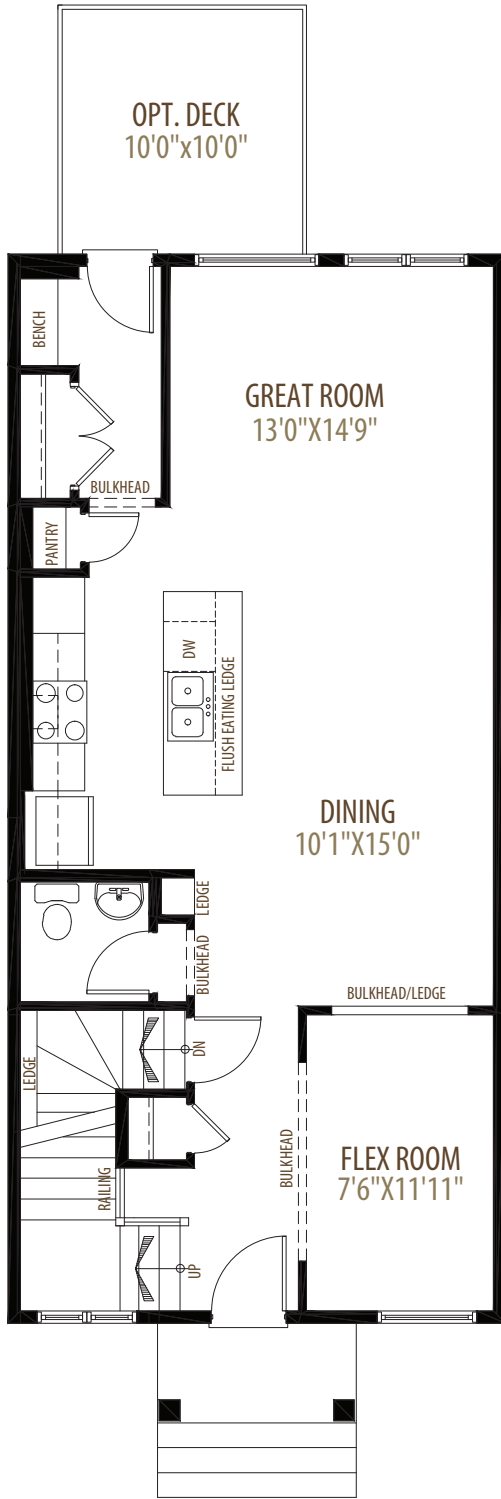 OPT. DECK
10'0"x10'0"
BENCH
GREAT ROOM
13'0"X14'9"
BULKHEAD
PANTRY
DW
FLUSH EATING LEDGE
DINING
10'1"X15'0"
LEDGE
BULKHEAD
BULKHEAD/LEDGE
LEDGE
DN
BULKHEAD
FLEX ROOM
7'6"X11'11"
RAILING
UP